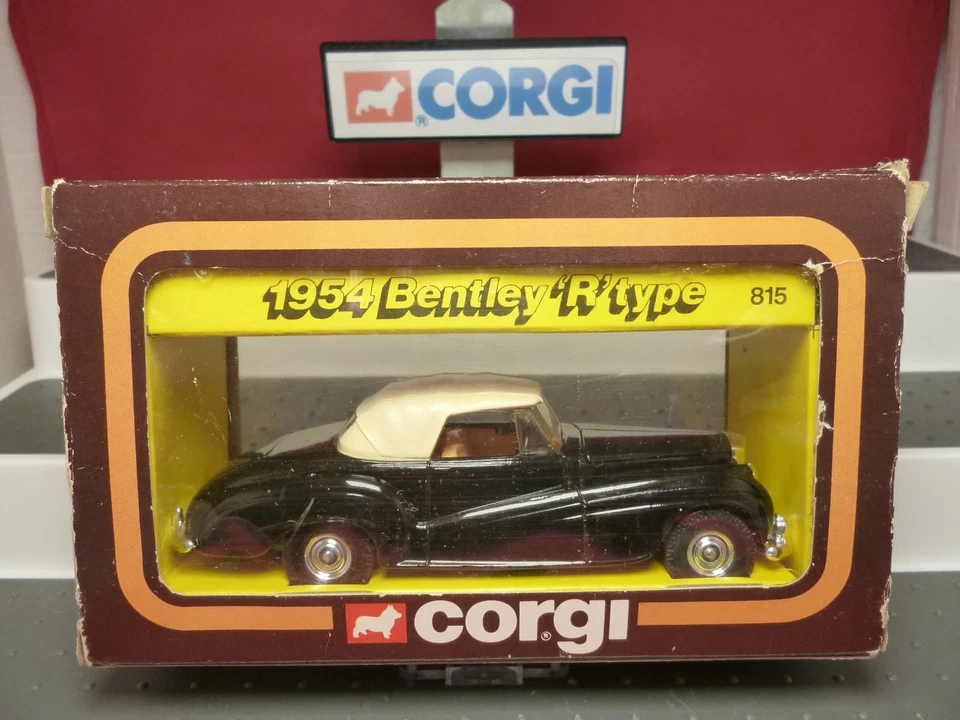 CORGI
®
1954 Bentley 'R' type 815
corgi
®